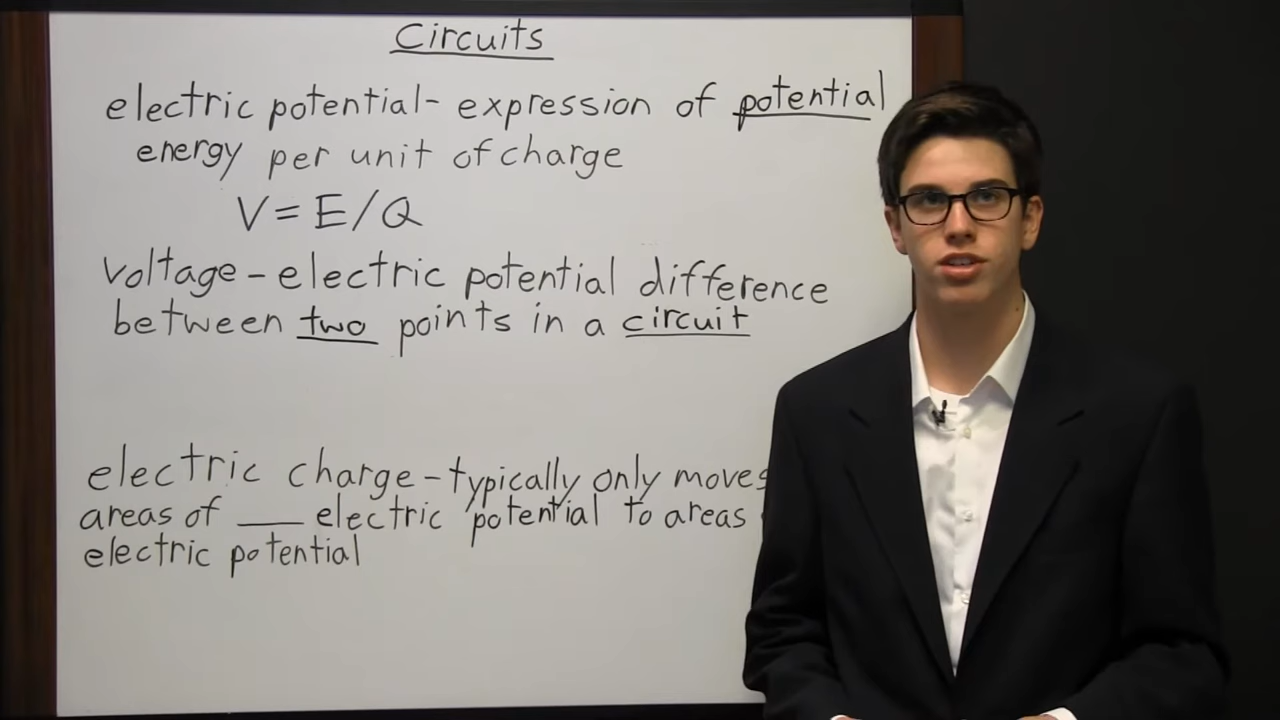 Circuits
electric potential- expression of potential
energy per unit of charge
V = E/Q
voltage - electric potential difference
between two points in a circuit
electric charge - typically only moves
areas of ___ electric potential to areas
electric potential